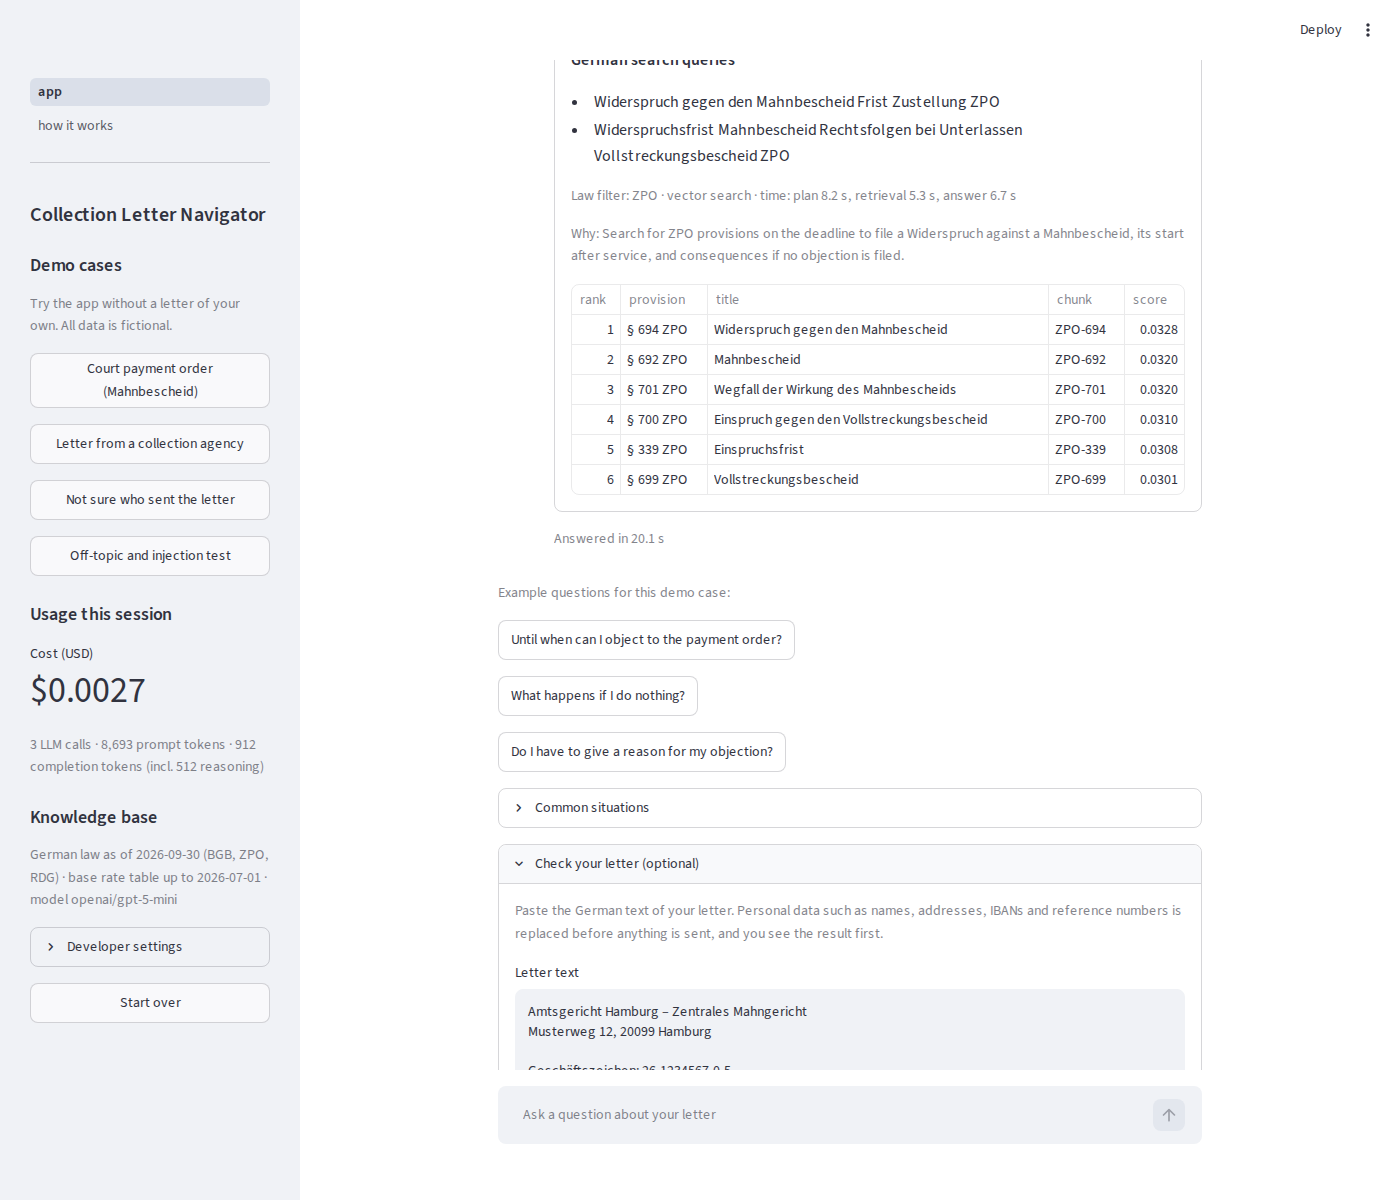 Deploy
app
how it works
Collection Letter Navigator
Demo cases
Try the app without a letter of your
own. All data is fictional.
Court payment order
(Mahnbescheid)
Letter from a collection agency
Not sure who sent the letter
Off-topic and injection test
Usage this session
Cost (USD)
$0.0027
3 LLM calls · 8,693 prompt tokens · 912
completion tokens (incl. 512 reasoning)
Knowledge base
German law as of 2026-09-30 (BGB, ZPO,
RDG) · base rate table up to 2026-07-01 ·
model openai/gpt-5-mini
Developer settings
Start over
German search queries
• Widerspruch gegen den Mahnbescheid Frist Zustellung ZPO
• Widerspruchsfrist Mahnbescheid Rechtsfolgen bei Unterlassen
Vollstreckungsbescheid ZPO
Law filter: ZPO · vector search · time: plan 8.2 s, retrieval 5.3 s, answer 6.7 s
Why: Search for ZPO provisions on the deadline to file a Widerspruch against a Mahnbescheid, its start
after service, and consequences if no objection is filed.
rank provision title chunk score
1 § 694 ZPO Widerspruch gegen den Mahnbescheid ZPO-694 0.0328
2 § 692 ZPO Mahnbescheid ZPO-692 0.0320
3 § 701 ZPO Wegfall der Wirkung des Mahnbescheids ZPO-701 0.0320
4 § 700 ZPO Einspruch gegen den Vollstreckungsbescheid ZPO-700 0.0310
5 § 339 ZPO Einspruchsfrist ZPO-339 0.0308
6 § 699 ZPO Vollstreckungsbescheid ZPO-699 0.0301
Answered in 20.1 s
Example questions for this demo case:
Until when can I object to the payment order?
What happens if I do nothing?
Do I have to give a reason for my objection?
Common situations
Check your letter (optional)
Paste the German text of your letter. Personal data such as names, addresses, IBANs and reference numbers is
replaced before anything is sent, and you see the result first.
Letter text
Amtsgericht Hamburg – Zentrales Mahngericht
Musterweg 12, 20099 Hamburg
Geschäftszeichen: 26-1234567-0-5
Ask a question about your letter